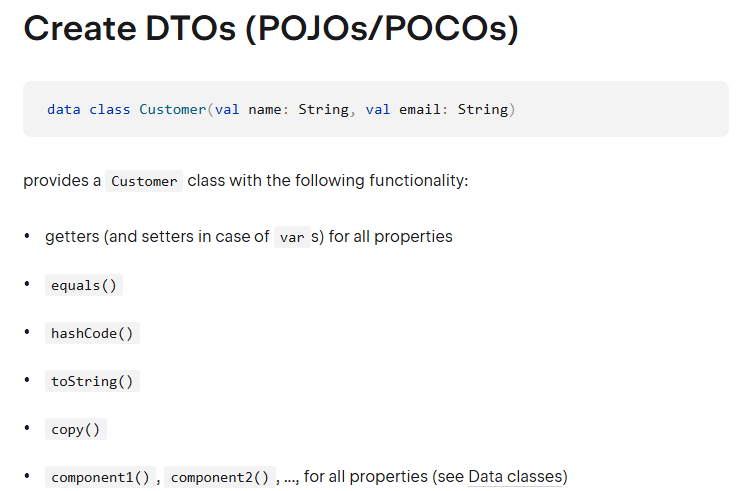 Create DTOs (POJOs/POCOs)
data class Customer(val name: String, val email: String)
provides a Customer class with the following functionality:
• getters (and setters in case of var s) for all properties
• equals()
• hashCode()
• toString()
• copy()
• component1() , component2() , …, for all properties (see Data classes)